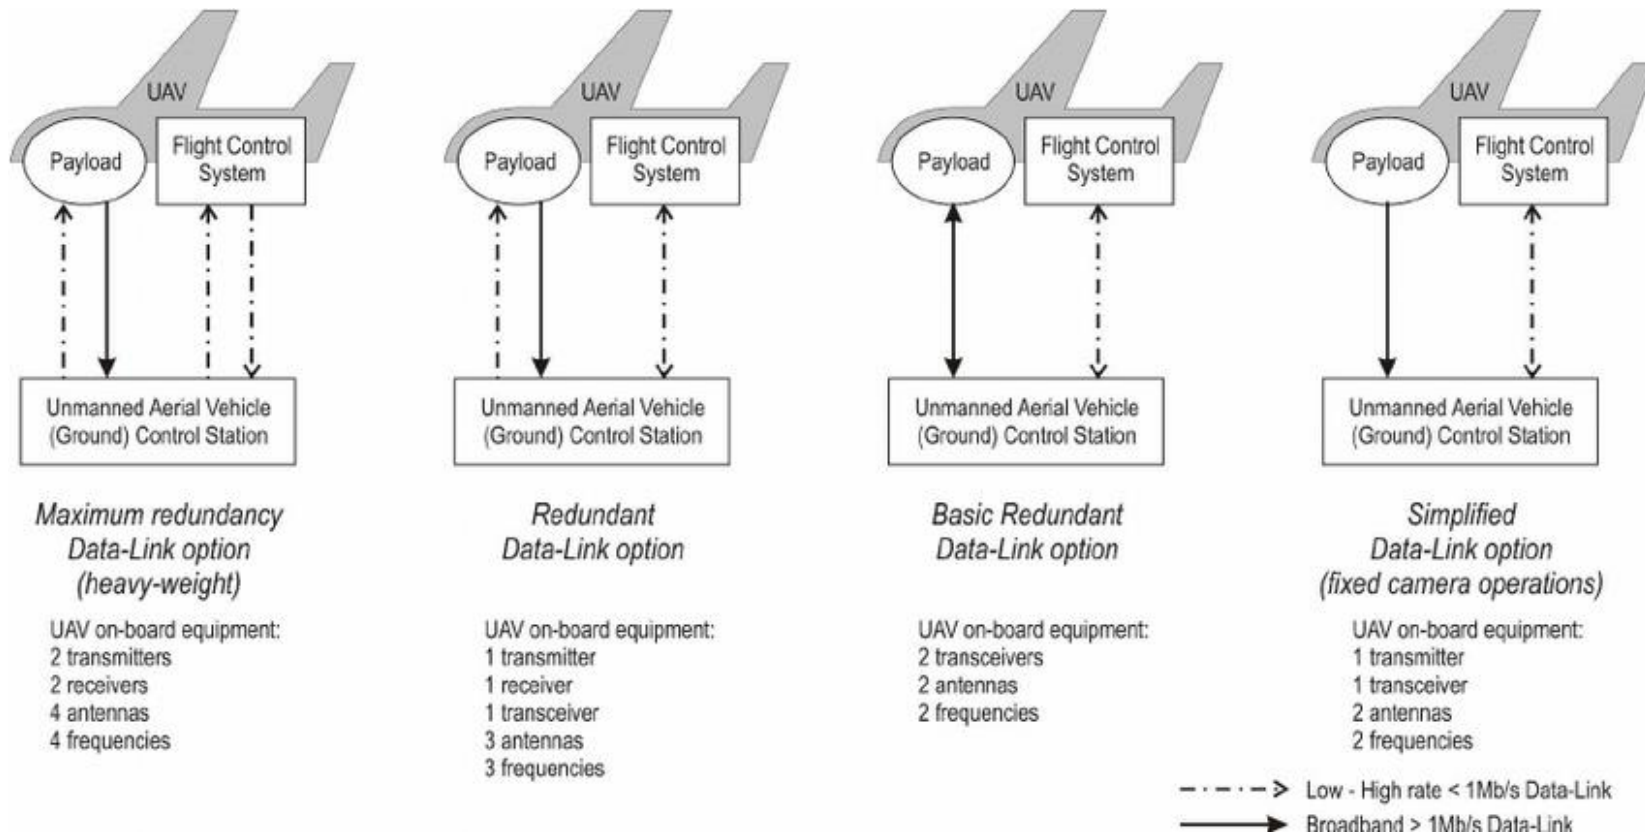 UAV
Payload
Flight Control
System
Unmanned Aerial Vehicle
(Ground) Control Station
Maximum redundancy
Data-Link option
(heavy-weight)
UAV on-board equipment:
2 transmitters
2 receivers
4 antennas
4 frequencies
UAV
Payload
Flight Control
System
Unmanned Aerial Vehicle
(Ground) Control Station
Redundant
Data-Link option
UAV on-board equipment:
1 transmitter
1 receiver
1 transceiver
3 antennas
3 frequencies
UAV
Payload
Flight Control
System
Unmanned Aerial Vehicle
(Ground) Control Station
Basic Redundant
Data-Link option
UAV on-board equipment:
2 transceivers
2 antennas
2 frequencies
UAV
Payload
Flight Control
System
Unmanned Aerial Vehicle
(Ground) Control Station
Simplified
Data-Link option
(fixed camera operations)
UAV on-board equipment:
1 transmitter
1 transceiver
2 antennas
2 frequencies
Low - High rate < 1Mb/s Data-Link
Broadband > 1Mb/s Data-Link